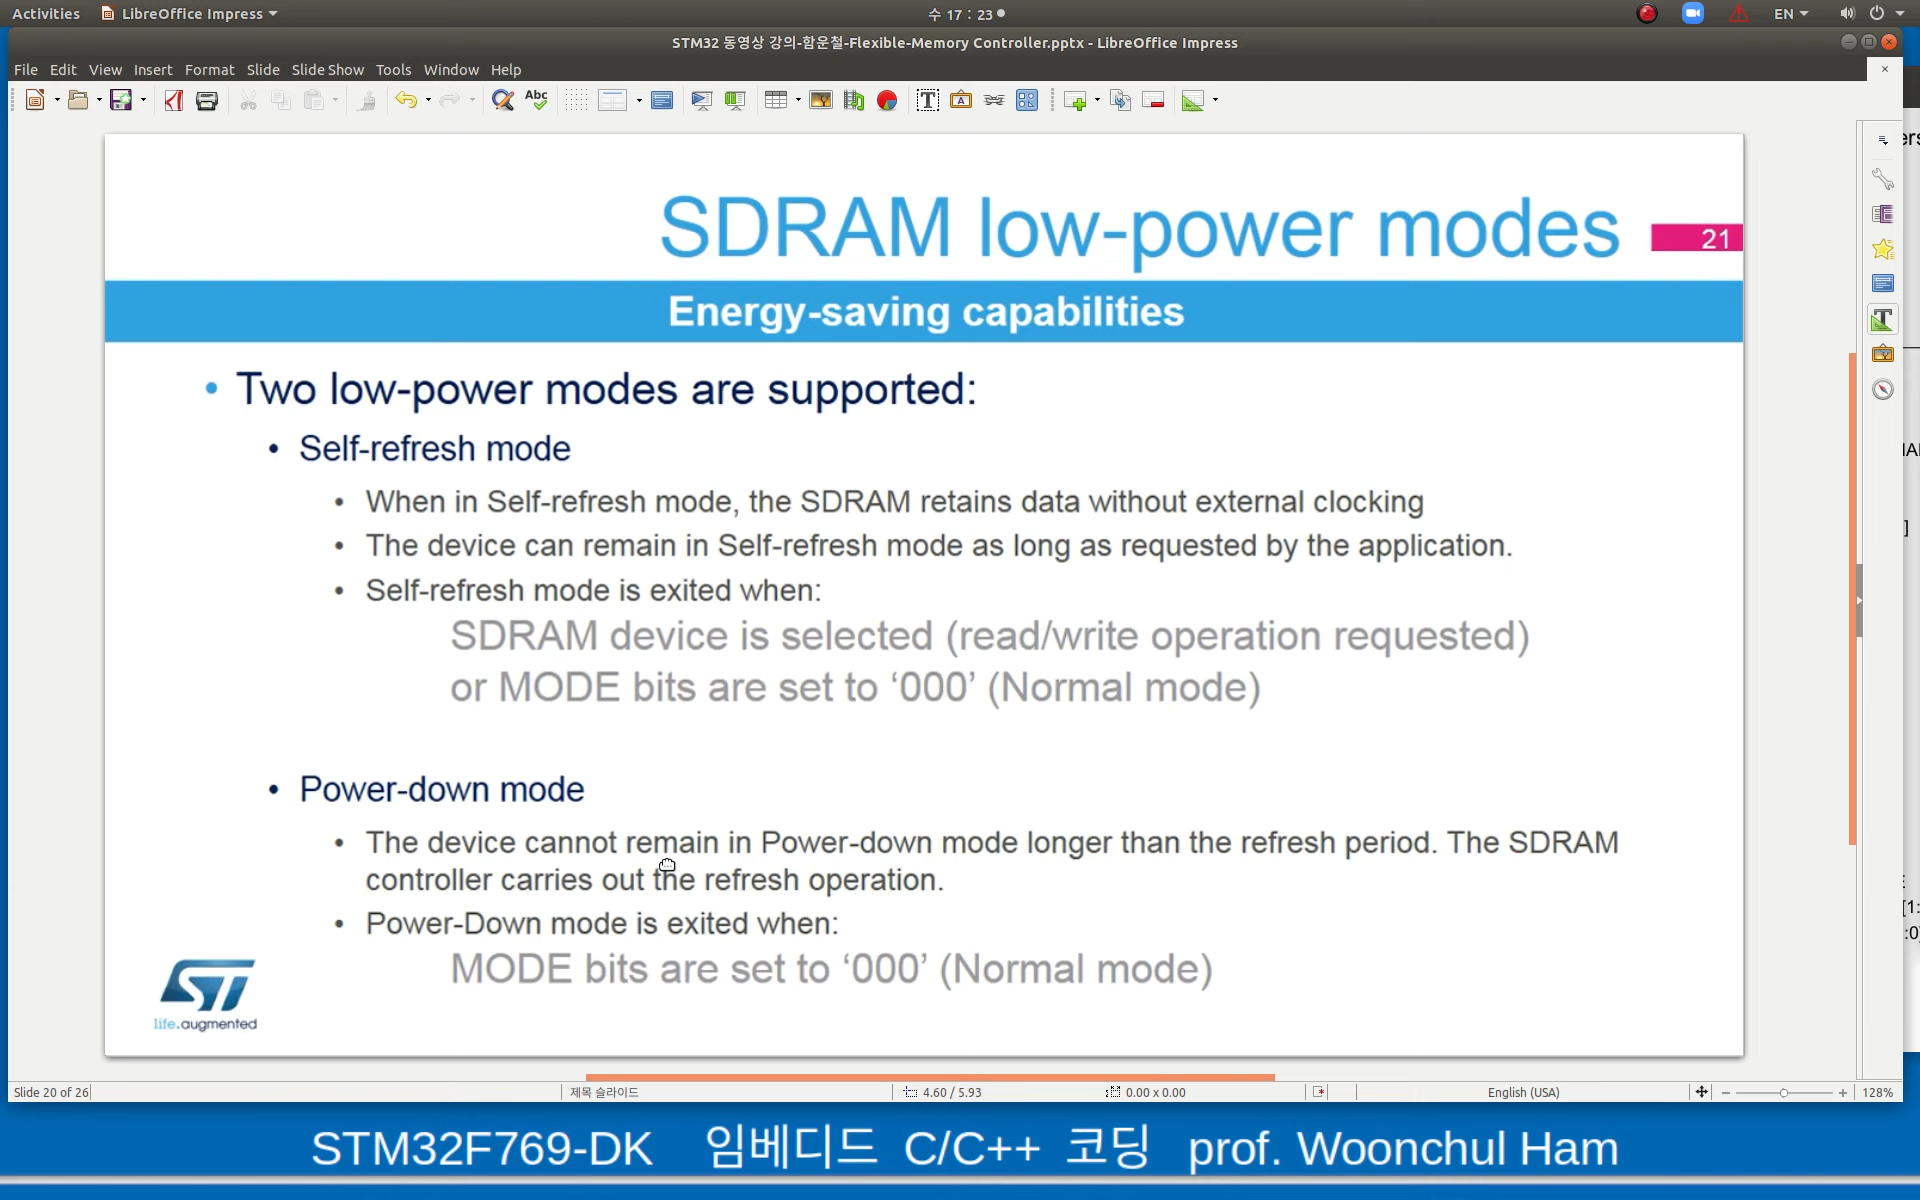 Activities LibreOffice Impress 수 17 : 23 EN
STM32 동영상 강의-함운철-Flexible-Memory Controller.pptx - LibreOffice Impress
File Edit View Insert Format Slide Slide Show Tools Window Help
SDRAM low-power modes 21
Energy-saving capabilities
• Two low-power modes are supported:
• Self-refresh mode
• When in Self-refresh mode, the SDRAM retains data without external clocking
• The device can remain in Self-refresh mode as long as requested by the application.
• Self-refresh mode is exited when:
SDRAM device is selected (read/write operation requested)
or MODE bits are set to ‘000’ (Normal mode)
• Power-down mode
• The device cannot remain in Power-down mode longer than the refresh period. The SDRAM
controller carries out the refresh operation.
• Power-Down mode is exited when:
MODE bits are set to ‘000’ (Normal mode)
ST
life.augmented
Slide 20 of 26 제목 슬라이드 4.60 / 5.93 0.00 x 0.00 English (USA) 128%
STM32F769-DK 임베디드 C/C++ 코딩 prof. Woonchul Ham